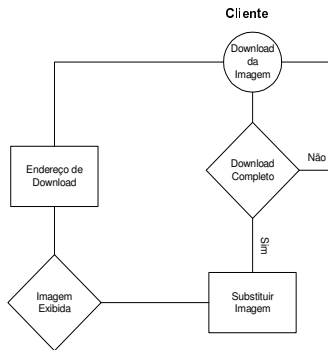 Cliente
Download
da
Imagem
Endereço de
Download
Download
Completo
Não
Sim
Imagem
Exibida
Substituir
Imagem